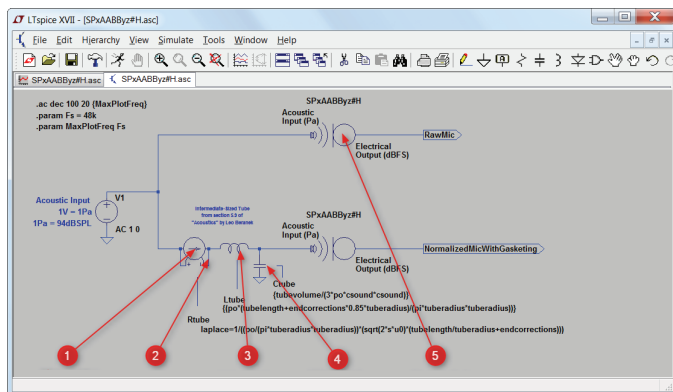 LTspice XVII - [SPxAABByz#H.asc]
File Edit Hierarchy View Simulate Tools Window Help
SPxAABByz#H.asc SPxAABByz#H.asc
.ac dec 100 20 {MaxPlotFreq}
.param Fs = 48k
.param MaxPlotFreq Fs
SPxAABByz#H
Acoustic
Input (Pa)
RawMic
Electrical
Output (dBFS)
Acoustic Input
1V = 1Pa
1Pa = 94dBSPL
V1
AC 1 0
Intermediate-Sized Tube
from section 5.5 of
"Acoustics" by Leo Beranek
SPxAABByz#H
Acoustic
Input (Pa)
NormalizedMicWithGasketing
Electrical
Output (dBFS)
Ctube
{tubevolume/(3*po*csound*csound)}
Ltube
{(po*(tubelength+endcorrections*0.85*tuberadius)/(pi*tuberadius*tuberadius))}
Rtube
laplace=1/((po/(pi*tuberadius*tuberadius))*(sqrt(2*s*u0)*(tubelength/tuberadius+endcorrections)))
1 2 3 4 5